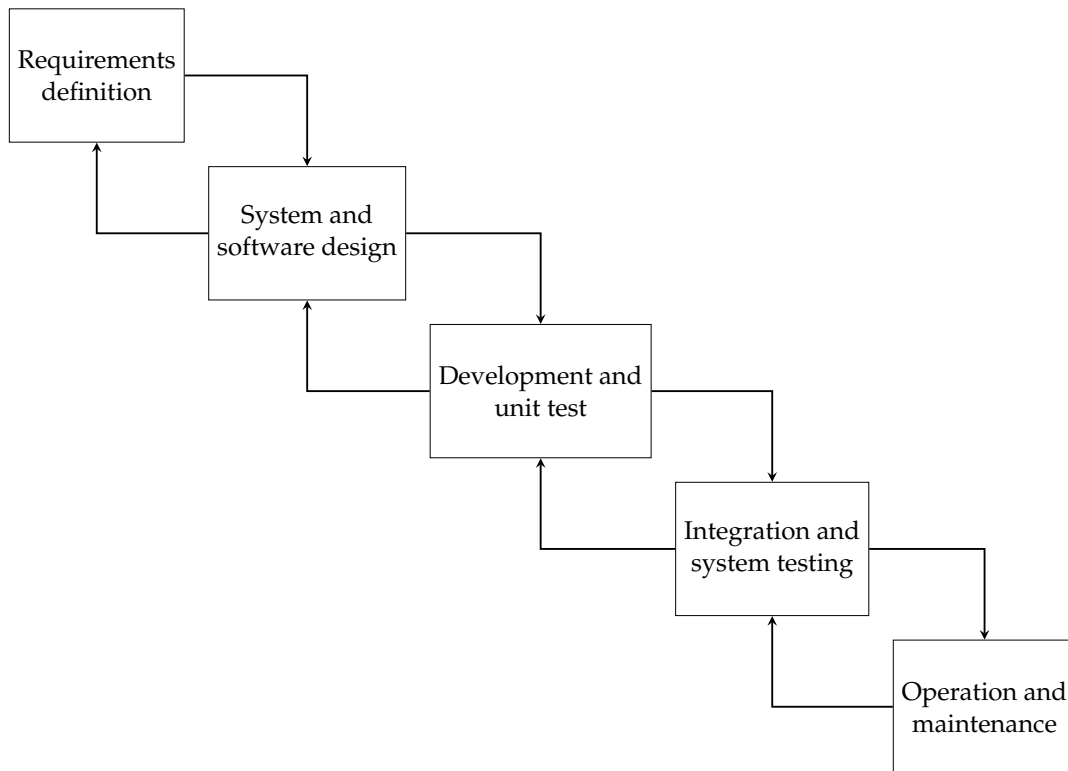 Requirements
definition
System and
software design
Development and
unit test
Integration and
system testing
Operation and
maintenance